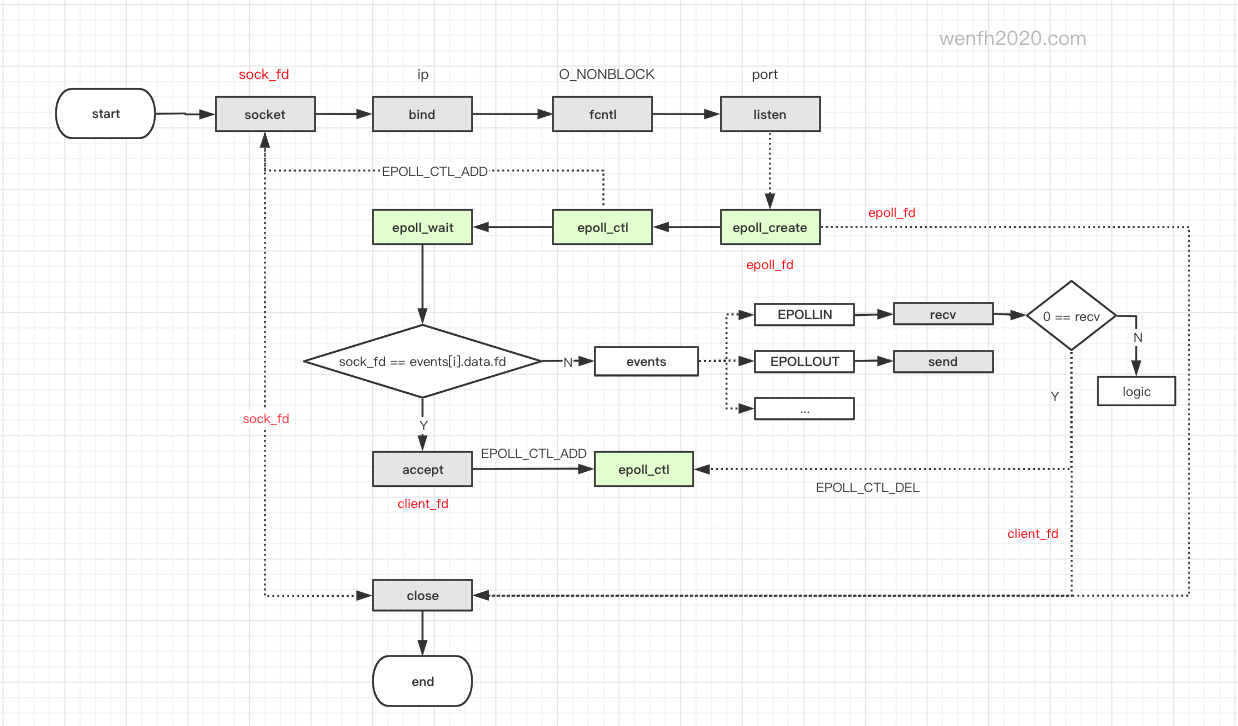 wenfh2020.com
sock_fd
ip
O_NONBLOCK
port
start
socket
bind
fcntl
listen
EPOLL_CTL_ADD
epoll_wait
epoll_ctl
epoll_create
epoll_fd
epoll_fd
EPOLLIN
recv
0 == recv
N
sock_fd == events[i].data.fd
N
events
EPOLLOUT
send
logic
...
Y
sock_fd
Y
accept
EPOLL_CTL_ADD
epoll_ctl
EPOLL_CTL_DEL
client_fd
client_fd
close
end